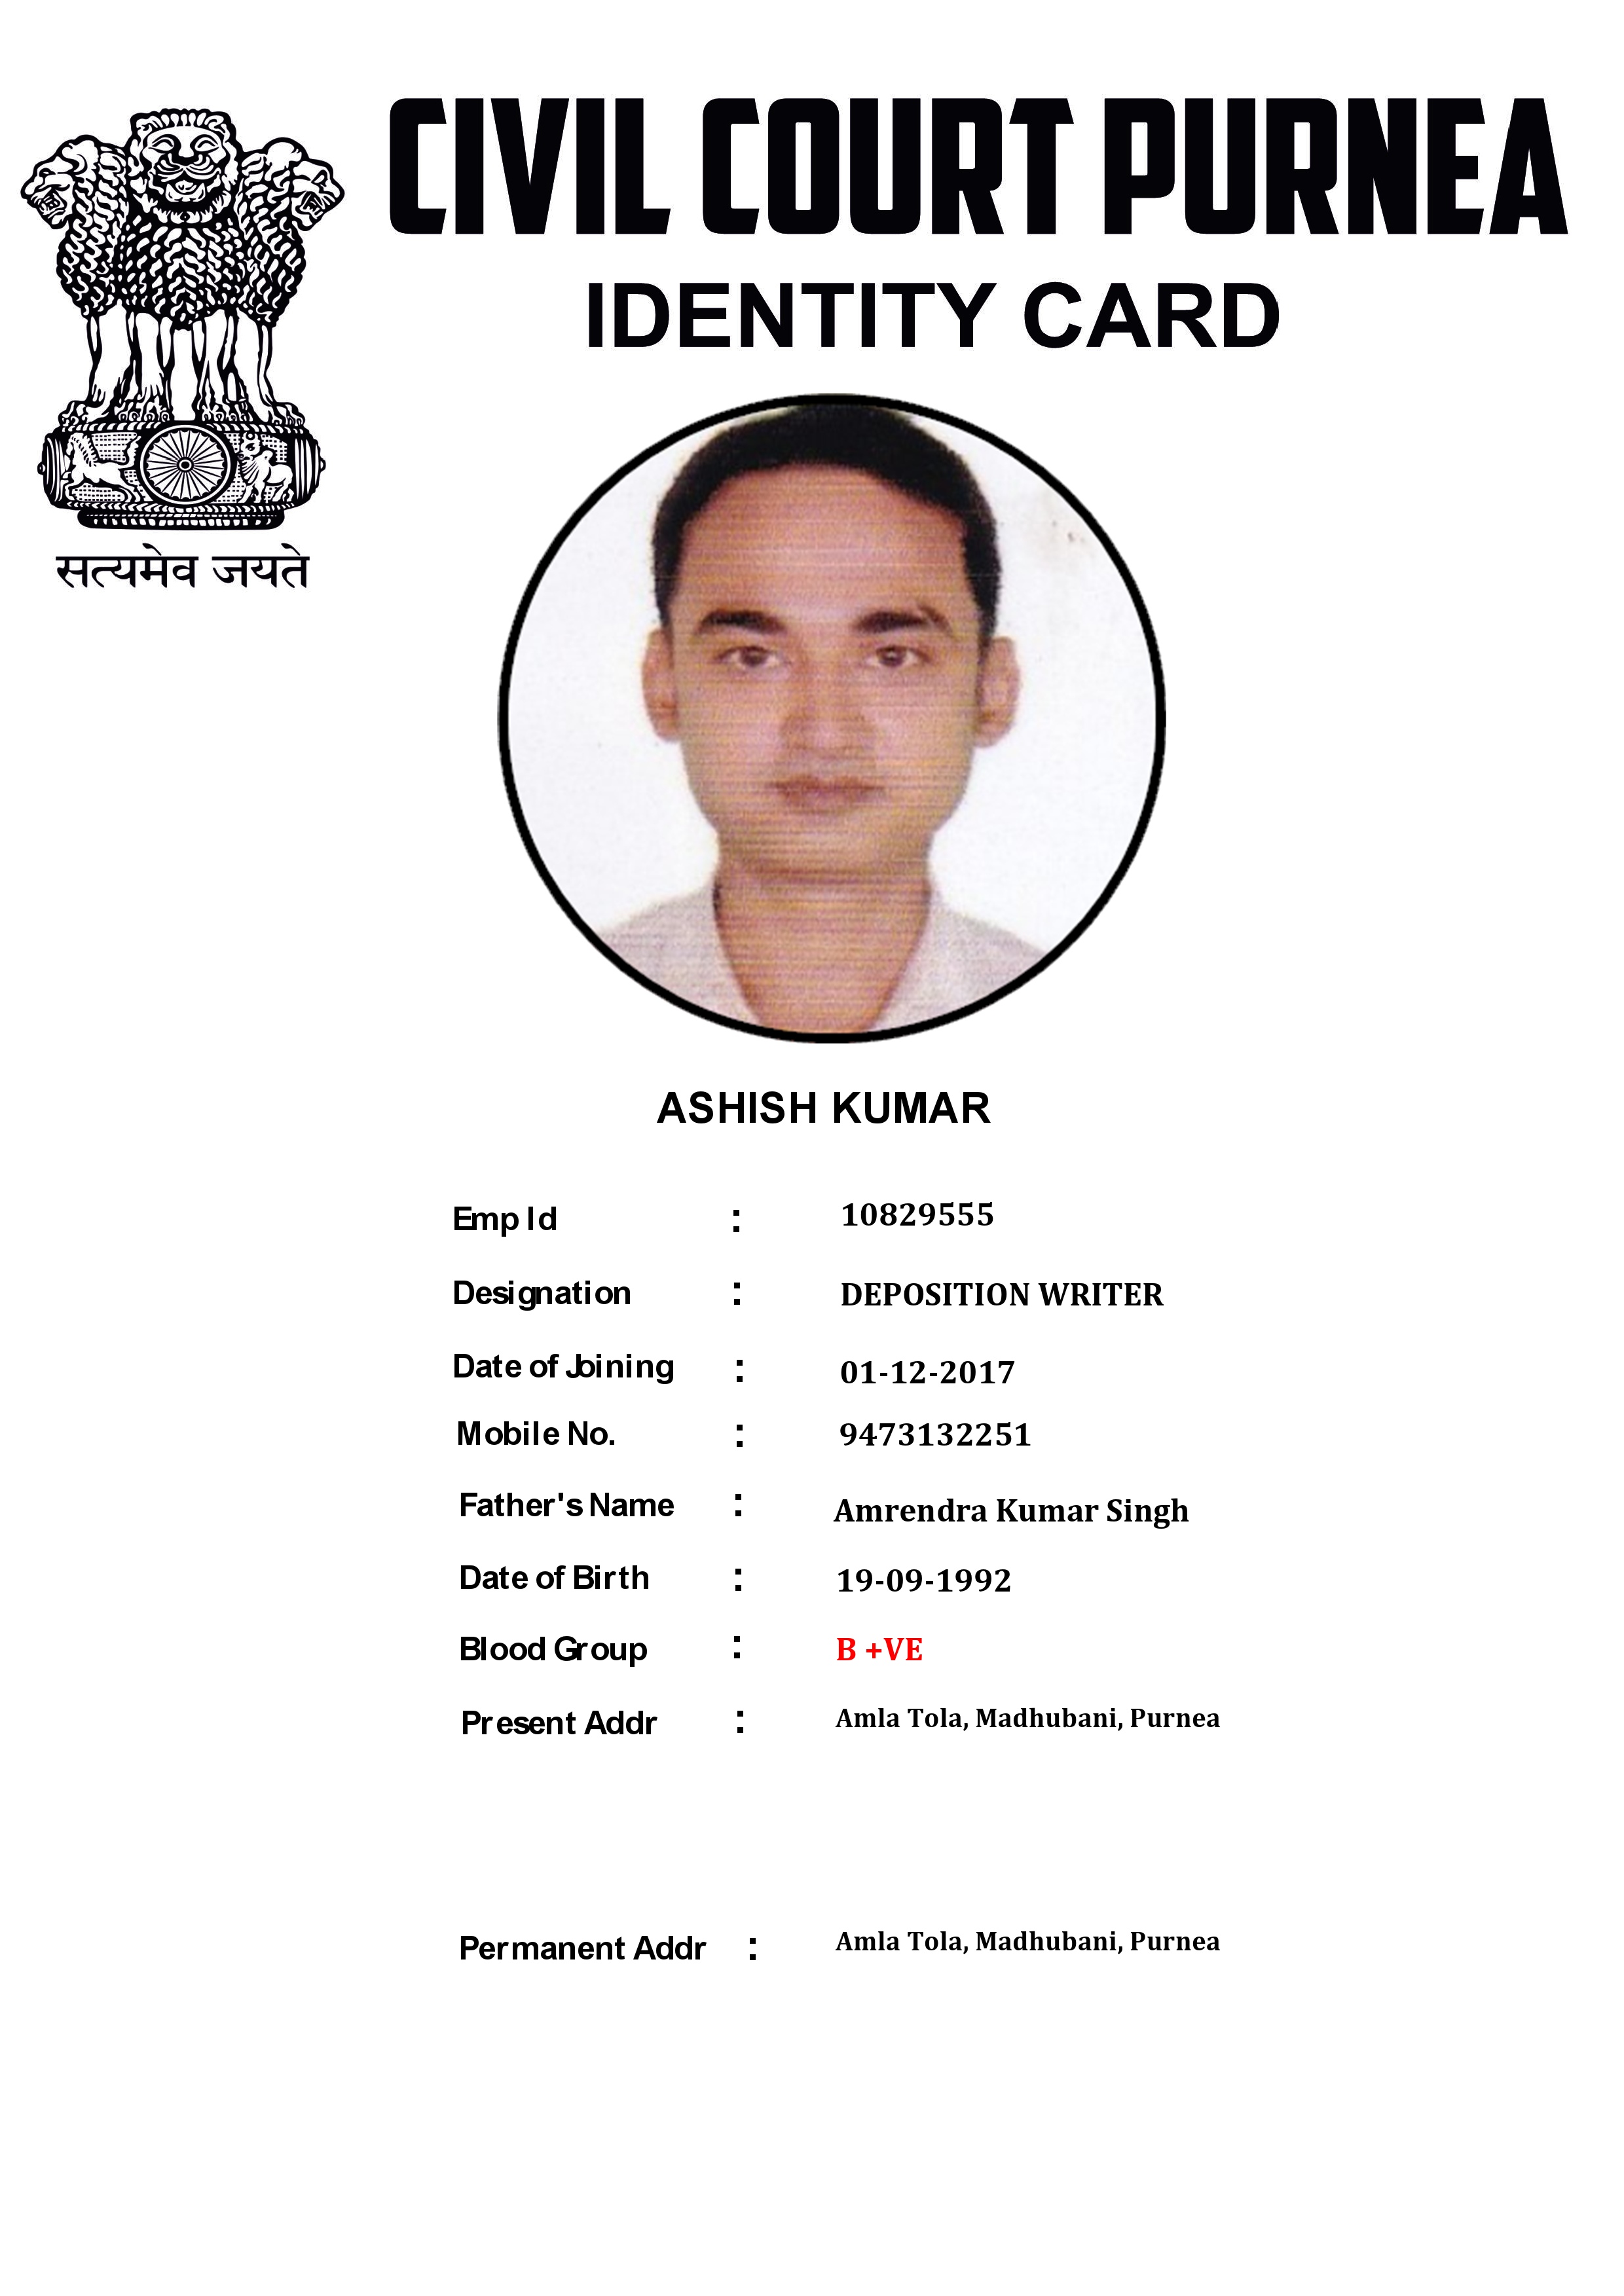 CIVIL COURT PURNEA
IDENTITY CARD
सत्यमेव जयते
ASHISH KUMAR
Emp Id : 10829555
Designation : DEPOSITION WRITER
Date of Joining : 01-12-2017
Mobile No. : 9473132251
Father's Name : Amrendra Kumar Singh
Date of Birth : 19-09-1992
Blood Group : B +VE
Present Addr : Amla Tola, Madhubani, Purnea
Permanent Addr : Amla Tola, Madhubani, Purnea